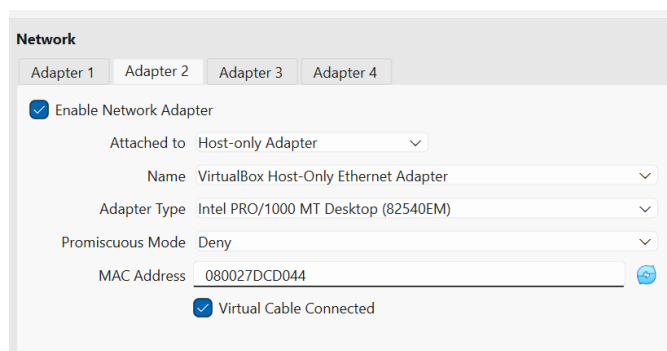 Network
Adapter 1 Adapter 2 Adapter 3 Adapter 4
Enable Network Adapter
Attached to Host-only Adapter
Name VirtualBox Host-Only Ethernet Adapter
Adapter Type Intel PRO/1000 MT Desktop (82540EM)
Promiscuous Mode Deny
MAC Address 080027DCD044
Virtual Cable Connected